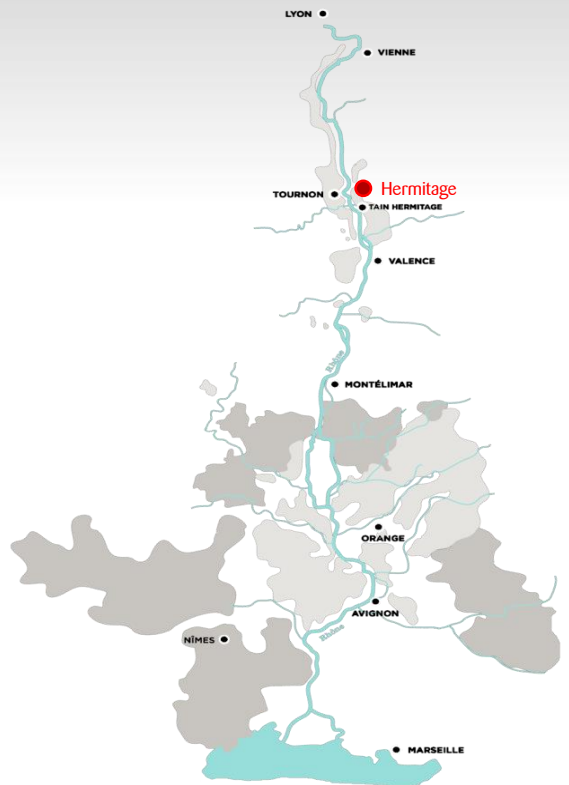 LYON
VIENNE
Hermitage
TOURNON
TAIN HERMITAGE
VALENCE
Rhône
MONTÉLIMAR
ORANGE
AVIGNON
Rhône
NÎMES
MARSEILLE